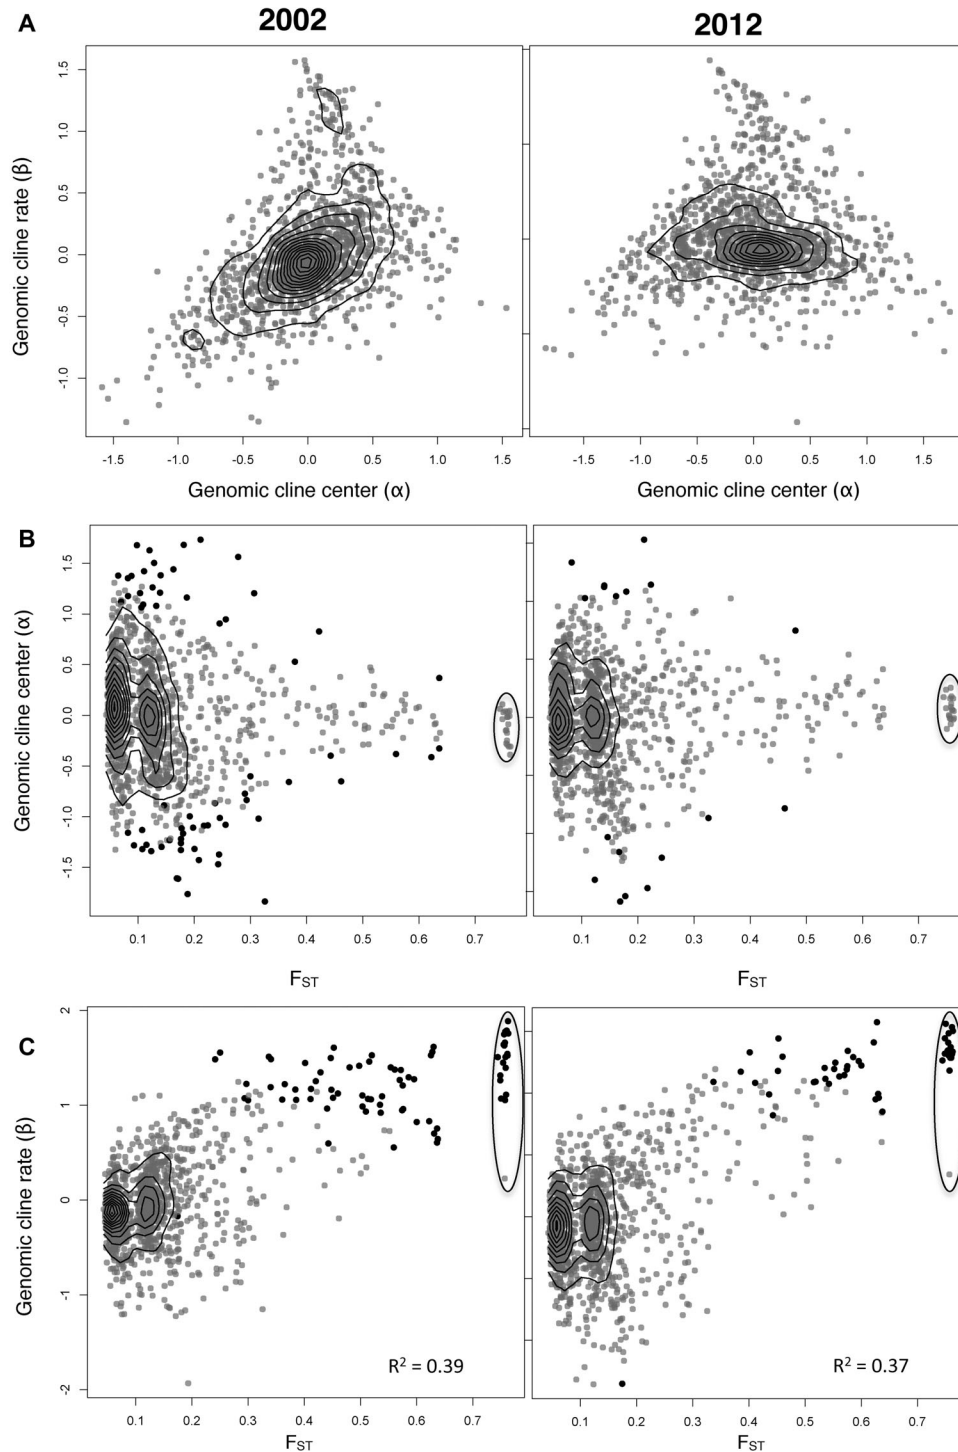 A
2002
2012
Genomic cline rate (β)
1.5
1.0
0.5
0.0
-0.5
-1.0
-1.5 -1.0 -0.5 0.0 0.5 1.0 1.5
-1.5 -1.0 -0.5 0.0 0.5 1.0 1.5
Genomic cline center (α)
Genomic cline center (α)
B
Genomic cline center (α)
1.5
1.0
0.5
0.0
-0.5
-1.0
-1.5
0.1 0.2 0.3 0.4 0.5 0.6 0.7
0.1 0.2 0.3 0.4 0.5 0.6 0.7
FST
FST
C
Genomic cline rate (β)
2
1
0
-1
-2
R² = 0.39
R² = 0.37
0.1 0.2 0.3 0.4 0.5 0.6 0.7
0.1 0.2 0.3 0.4 0.5 0.6 0.7
FST
FST